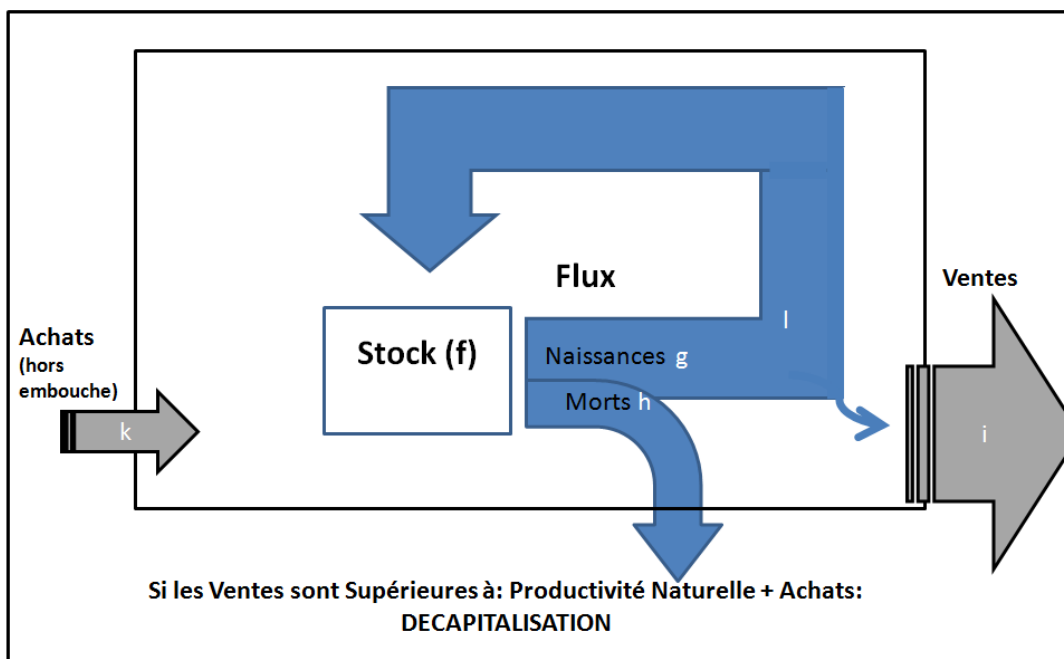 Flux
Ventes
Achats
(hors
embouche)
Stock (f)
l
Naissances g
Morts h
k
i
Si les Ventes sont Supérieures à: Productivité Naturelle + Achats:
DECAPITALISATION